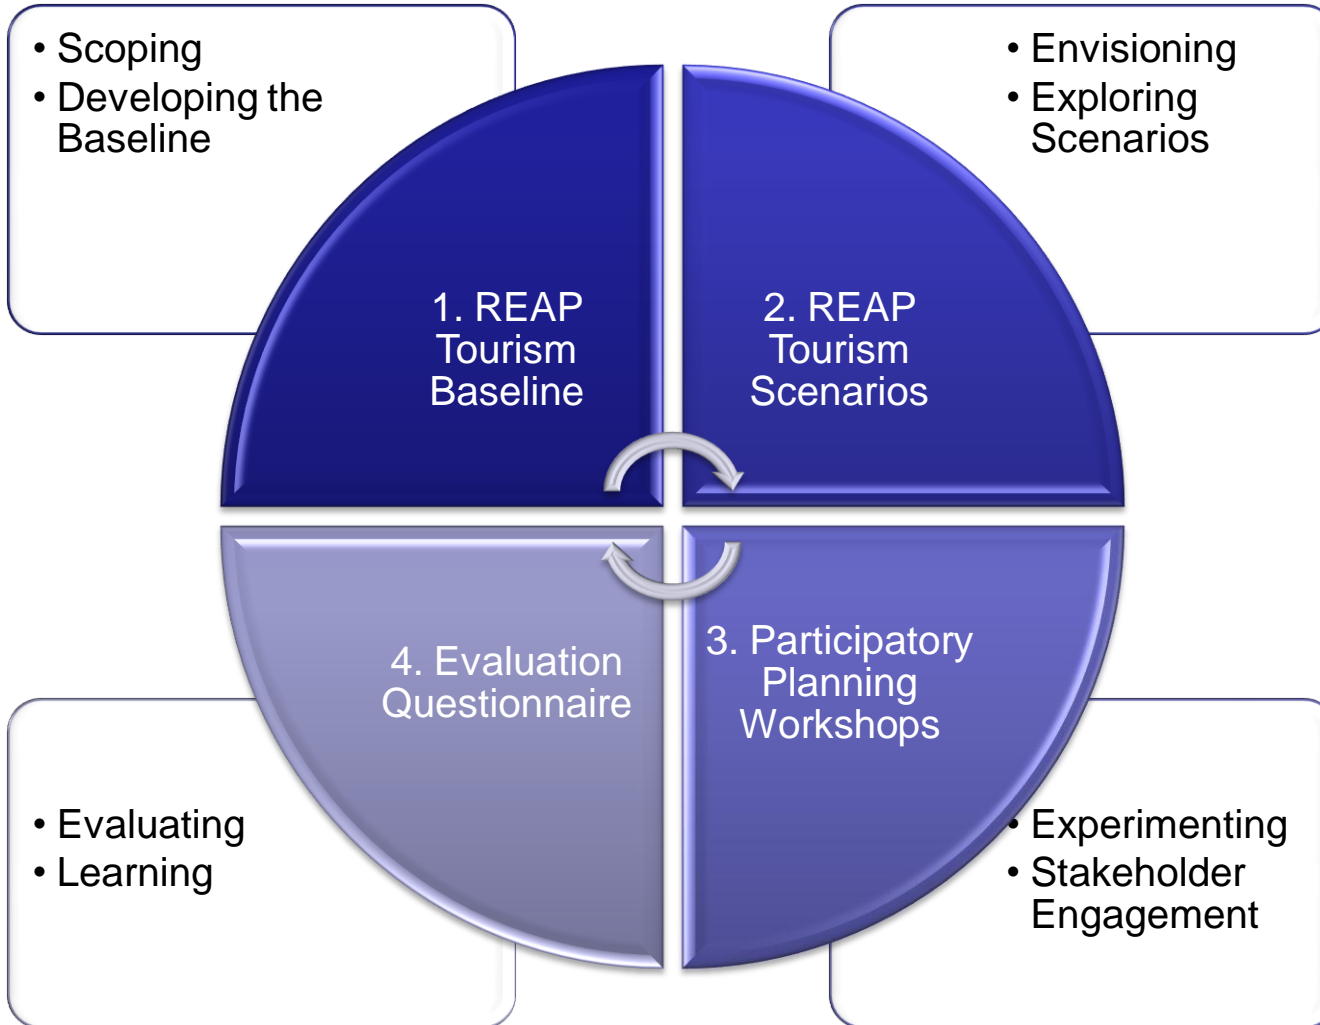 • Scoping
• Developing the
Baseline
• Envisioning
• Exploring
Scenarios
1. REAP
Tourism
Baseline
2. REAP
Tourism
Scenarios
4. Evaluation
Questionnaire
3. Participatory
Planning
Workshops
• Evaluating
• Learning
• Experimenting
• Stakeholder
Engagement